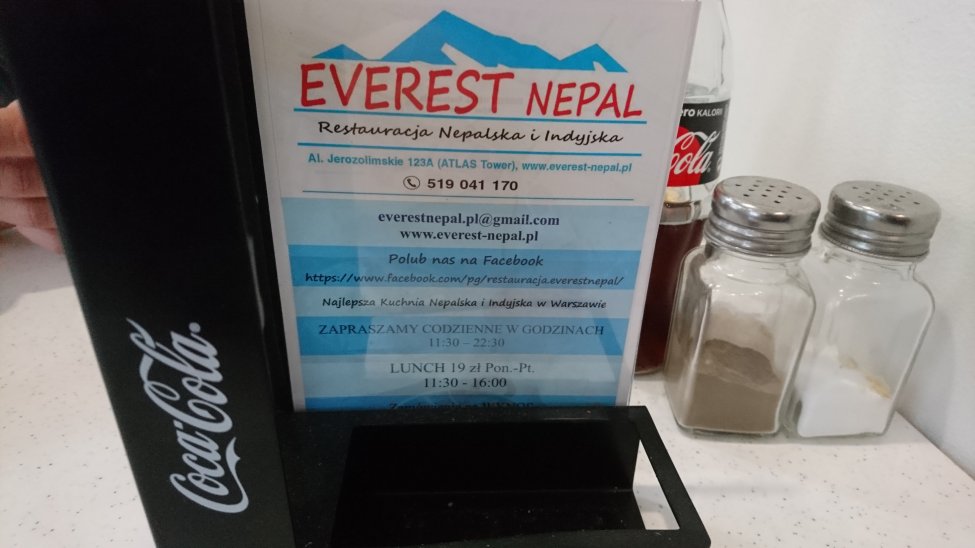 EVEREST NEPAL
Restauracja Nepalska i Indyjska
Al. Jerozolimskie 123A (ATLAS Tower), www.everest-nepal.pl
519 041 170
everestnepal.pl@gmail.com
www.everest-nepal.pl
Polub nas na Facebook
https://www.facebook.com/pg/restauracja.everestnepal/
Najlepsza Kuchnia Nepalska i Indyjska w Warszawie
ZAPRASZAMY CODZIENNE W GODZINACH
11:30 – 22:30
LUNCH 19 zł Pon.-Pt.
11:30 - 16:00
Coca-Cola
ero KALORII
Cola